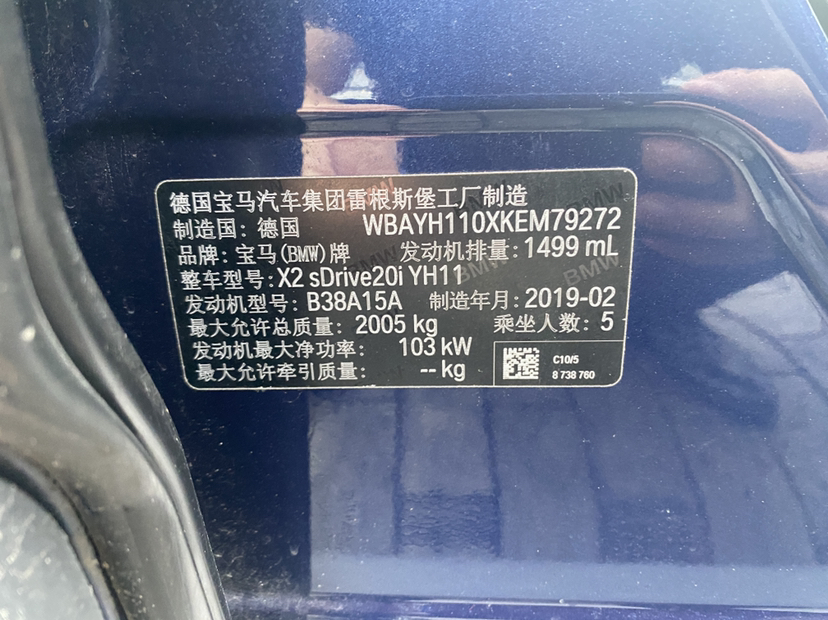 德国宝马汽车集团雷根斯堡工厂制造
制造国: 德国 WBAYH110XKEM79272
品牌: 宝马(BMW)牌 发动机排量: 1499 mL
整车型号: X2 sDrive20i YH11
发动机型号: B38A15A 制造年月: 2019-02
最大允许总质量: 2005 kg 乘坐人数: 5
发动机最大净功率: 103 kW
最大允许牵引质量: -- kg
C10/5
8 738 760
BMW
BMW
BMW
BMW